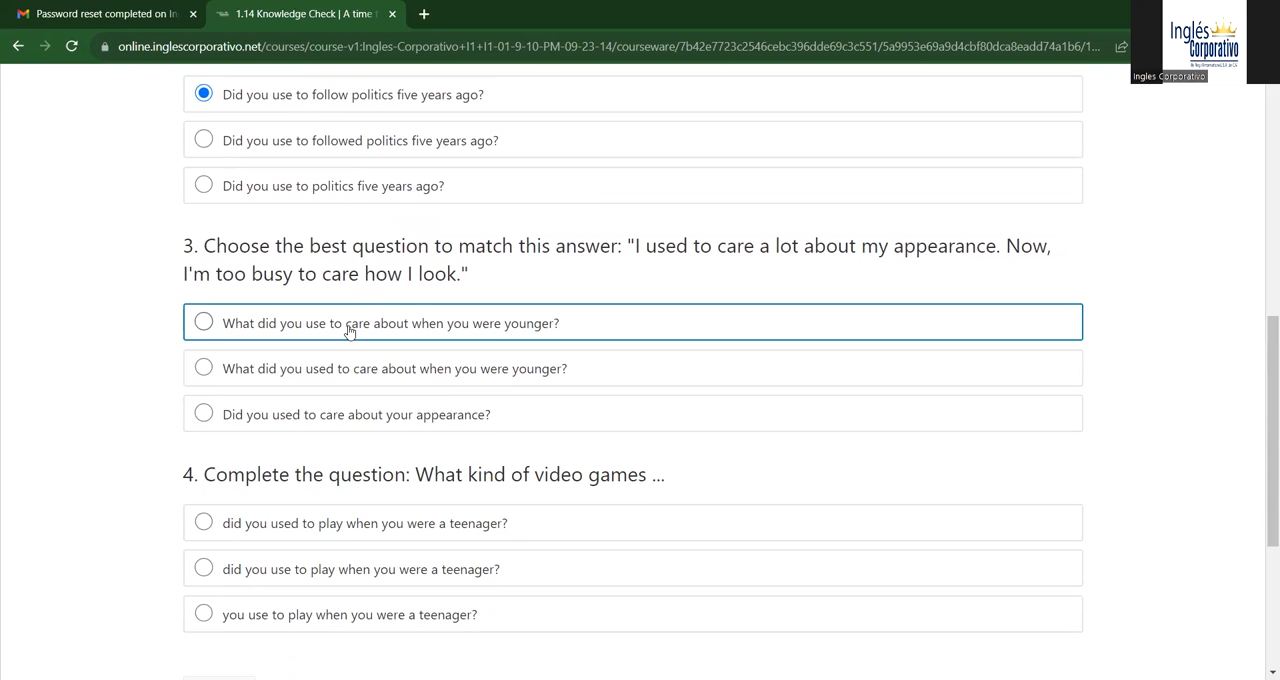 Password reset completed on In
1.14 Knowledge Check | A time
online.inglescorporativo.net/courses/course-v1:Ingles-Corporativo+I1+I1-01-9-10-PM-09-23-14/courseware/7b42e7723c2546cebc396dde69c3c551/5a9953e69a9d4cbf80dca8eadd74a1b6/1...
Inglés
Corporativo
Ingles Corporativo
Did you use to follow politics five years ago?
Did you use to followed politics five years ago?
Did you use to politics five years ago?
3. Choose the best question to match this answer: "I used to care a lot about my appearance. Now,
I'm too busy to care how I look."
What did you use to care about when you were younger?
What did you used to care about when you were younger?
Did you used to care about your appearance?
4. Complete the question: What kind of video games ...
did you used to play when you were a teenager?
did you use to play when you were a teenager?
you use to play when you were a teenager?